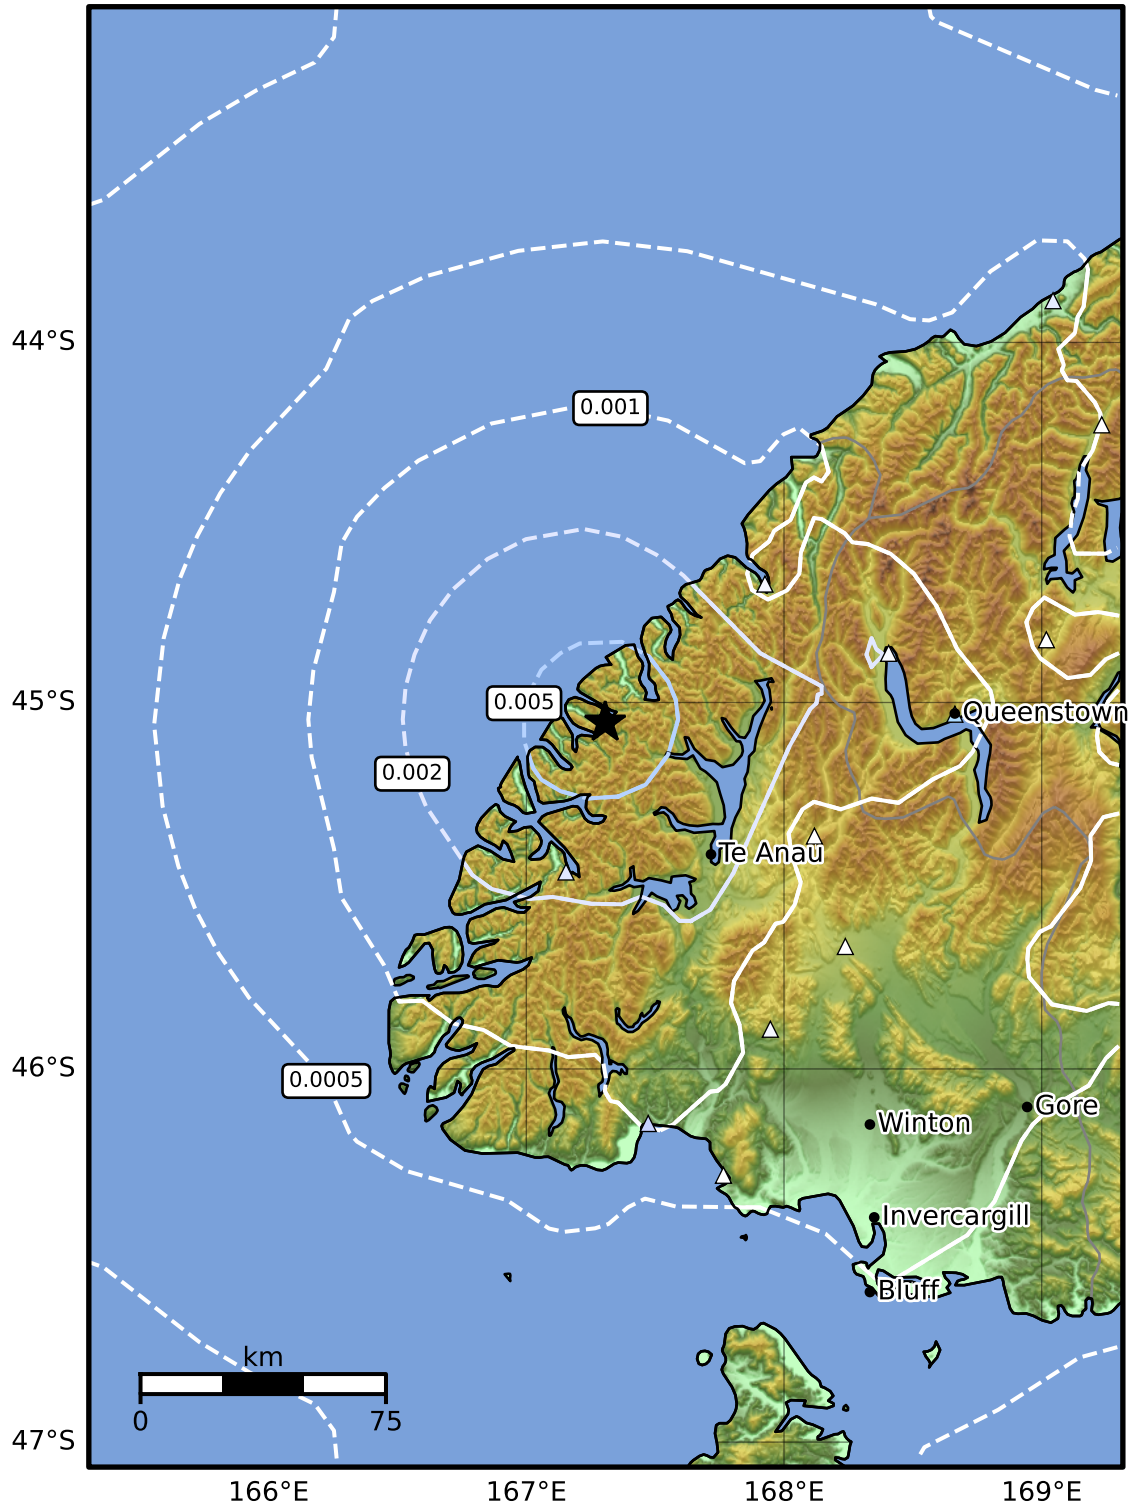 0.001
44°S
0.005
45°S
Queenstown
0.002
Te Anau
46°S
0.0005
Gore
Winton
Invercargill
Bluff
km
0
75
47°S
166°E
167°E
168°E
169°E